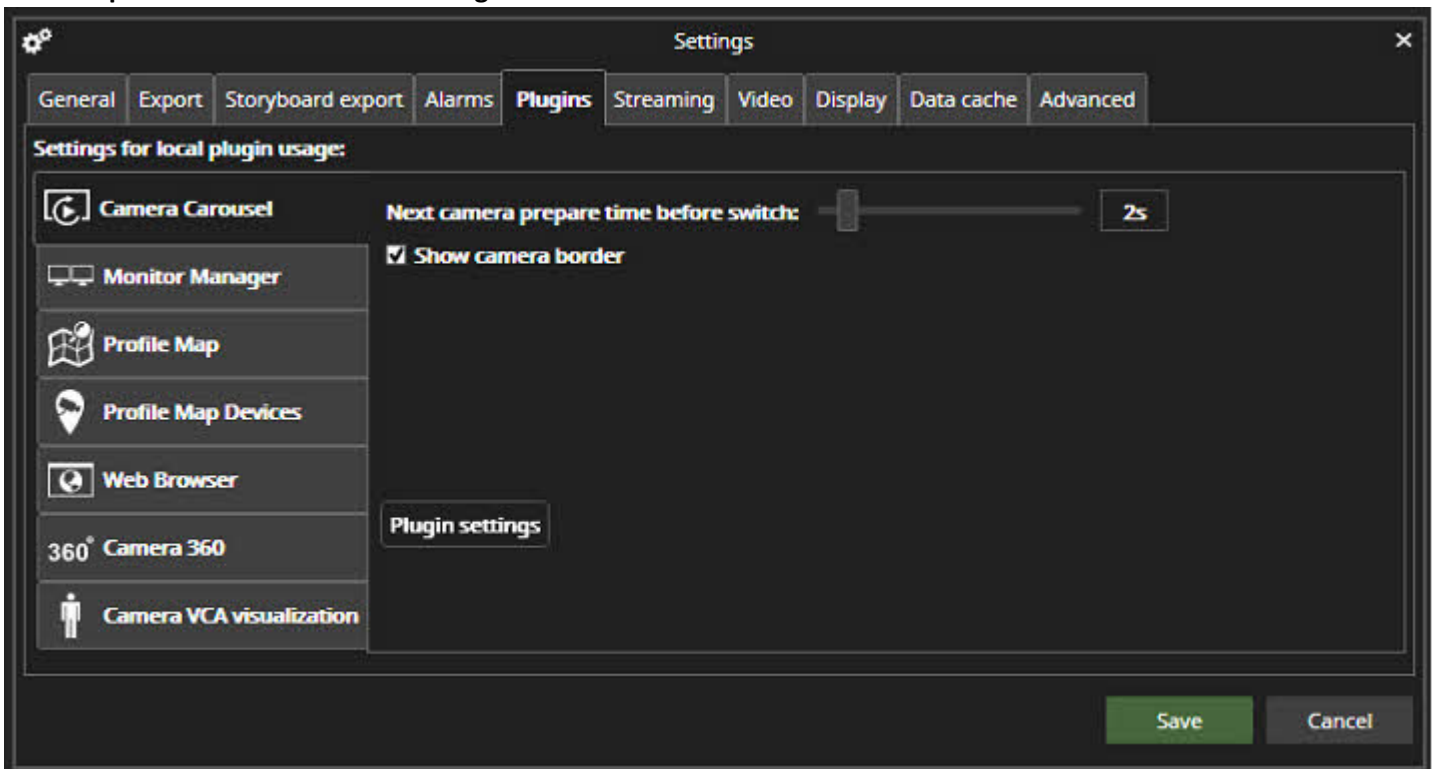 Settings
General Export Storyboard export Alarms Plugins Streaming Video Display Data cache Advanced
Settings for local plugin usage:
Camera Carousel
Next camera prepare time before switch: 2s
Show camera border
Monitor Manager
Profile Map
Profile Map Devices
Web Browser
Plugin settings
360° Camera 360
Camera VCA visualization
Save Cancel